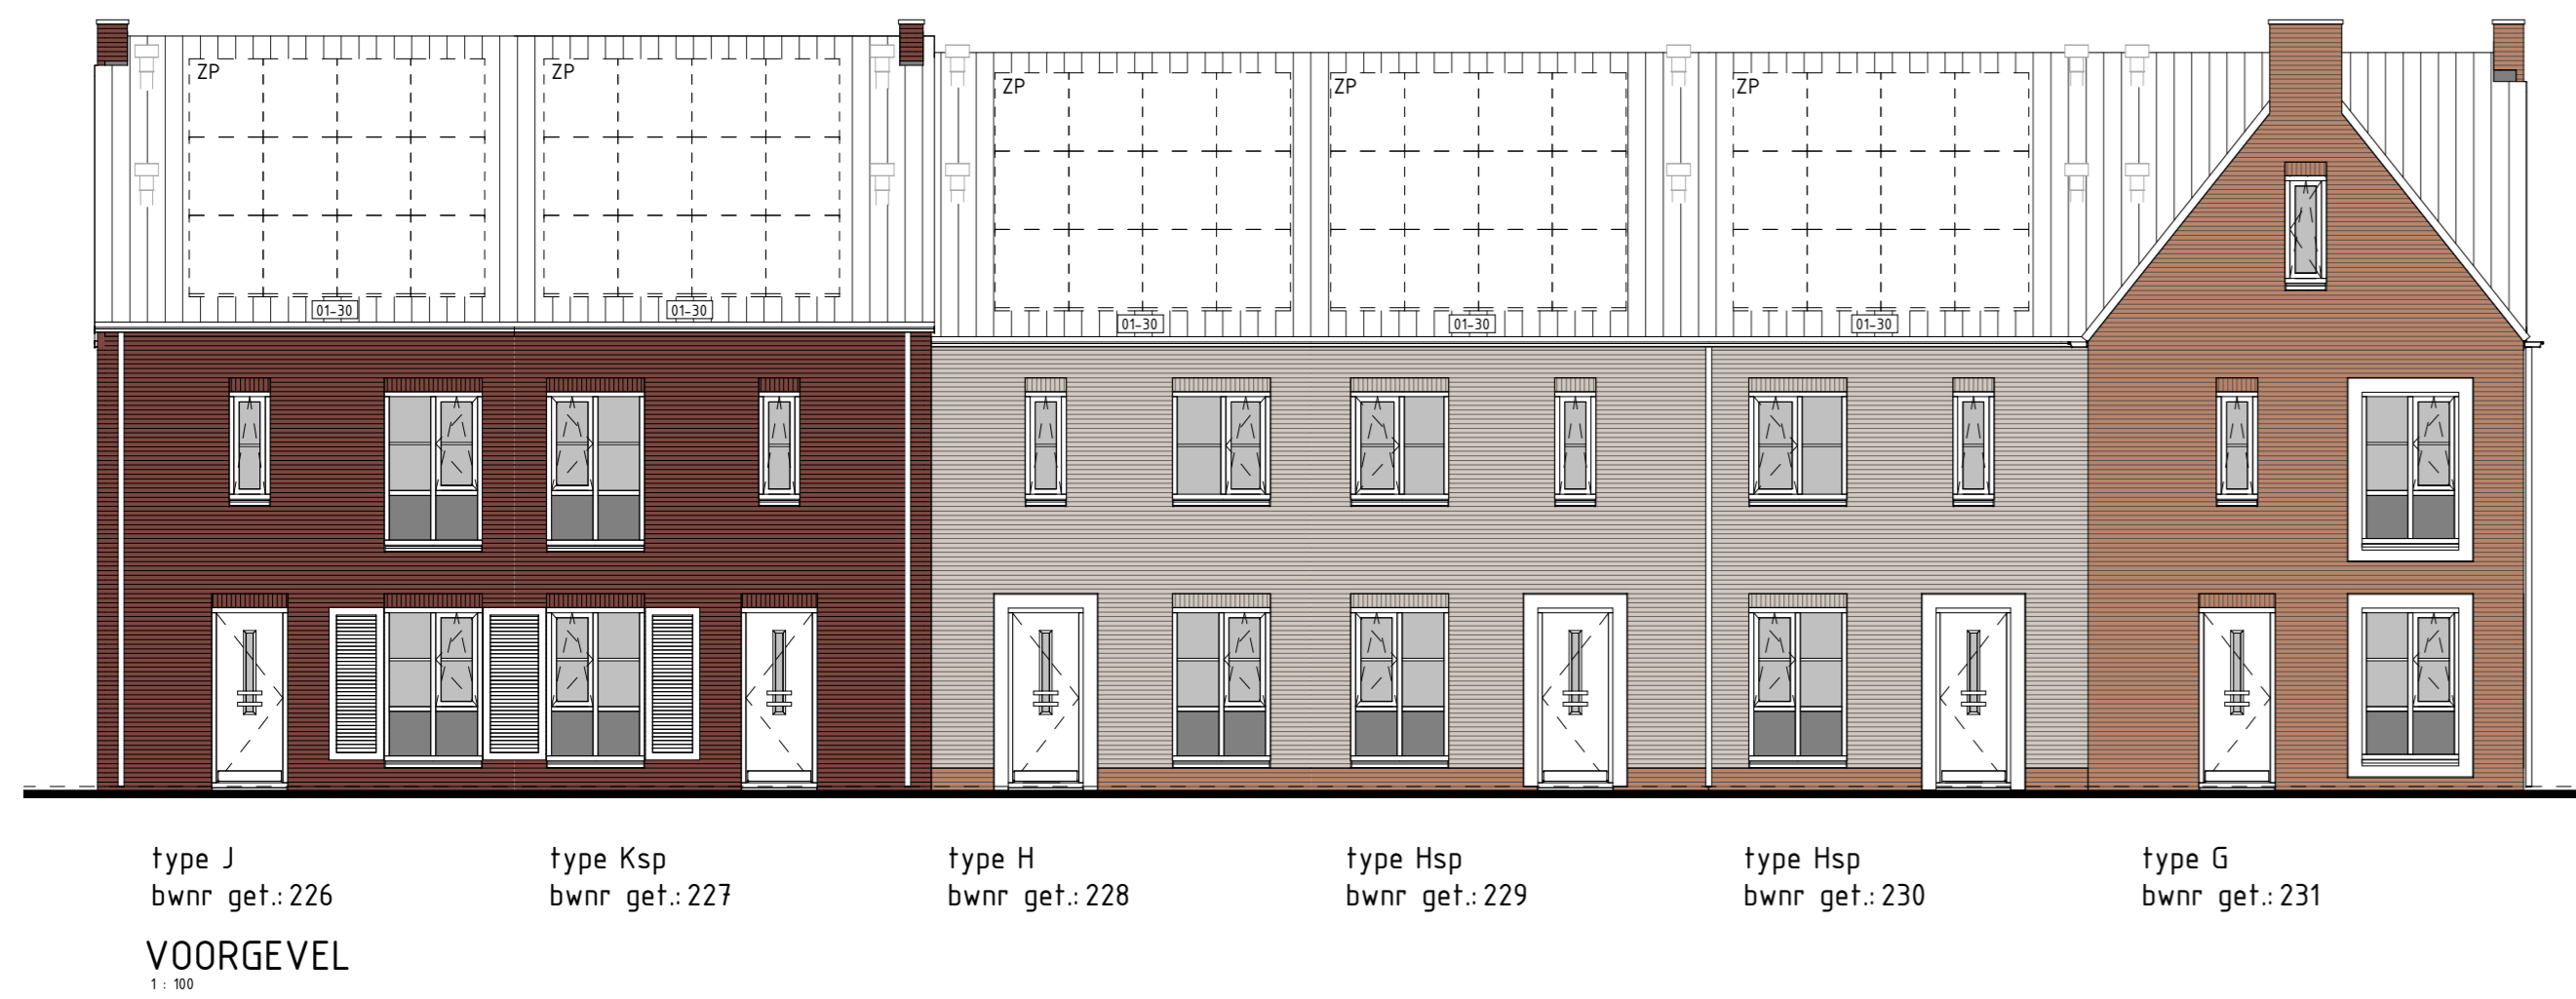 ZP
ZP
ZP
ZP
ZP
01-30
01-30
01-30
01-30
01-30
type J
bwnr get.: 226
type Ksp
bwnr get.: 227
type H
bwnr get.: 228
type Hsp
bwnr get.: 229
type Hsp
bwnr get.: 230
type G
bwnr get.: 231
VOORGEVEL
1 : 100